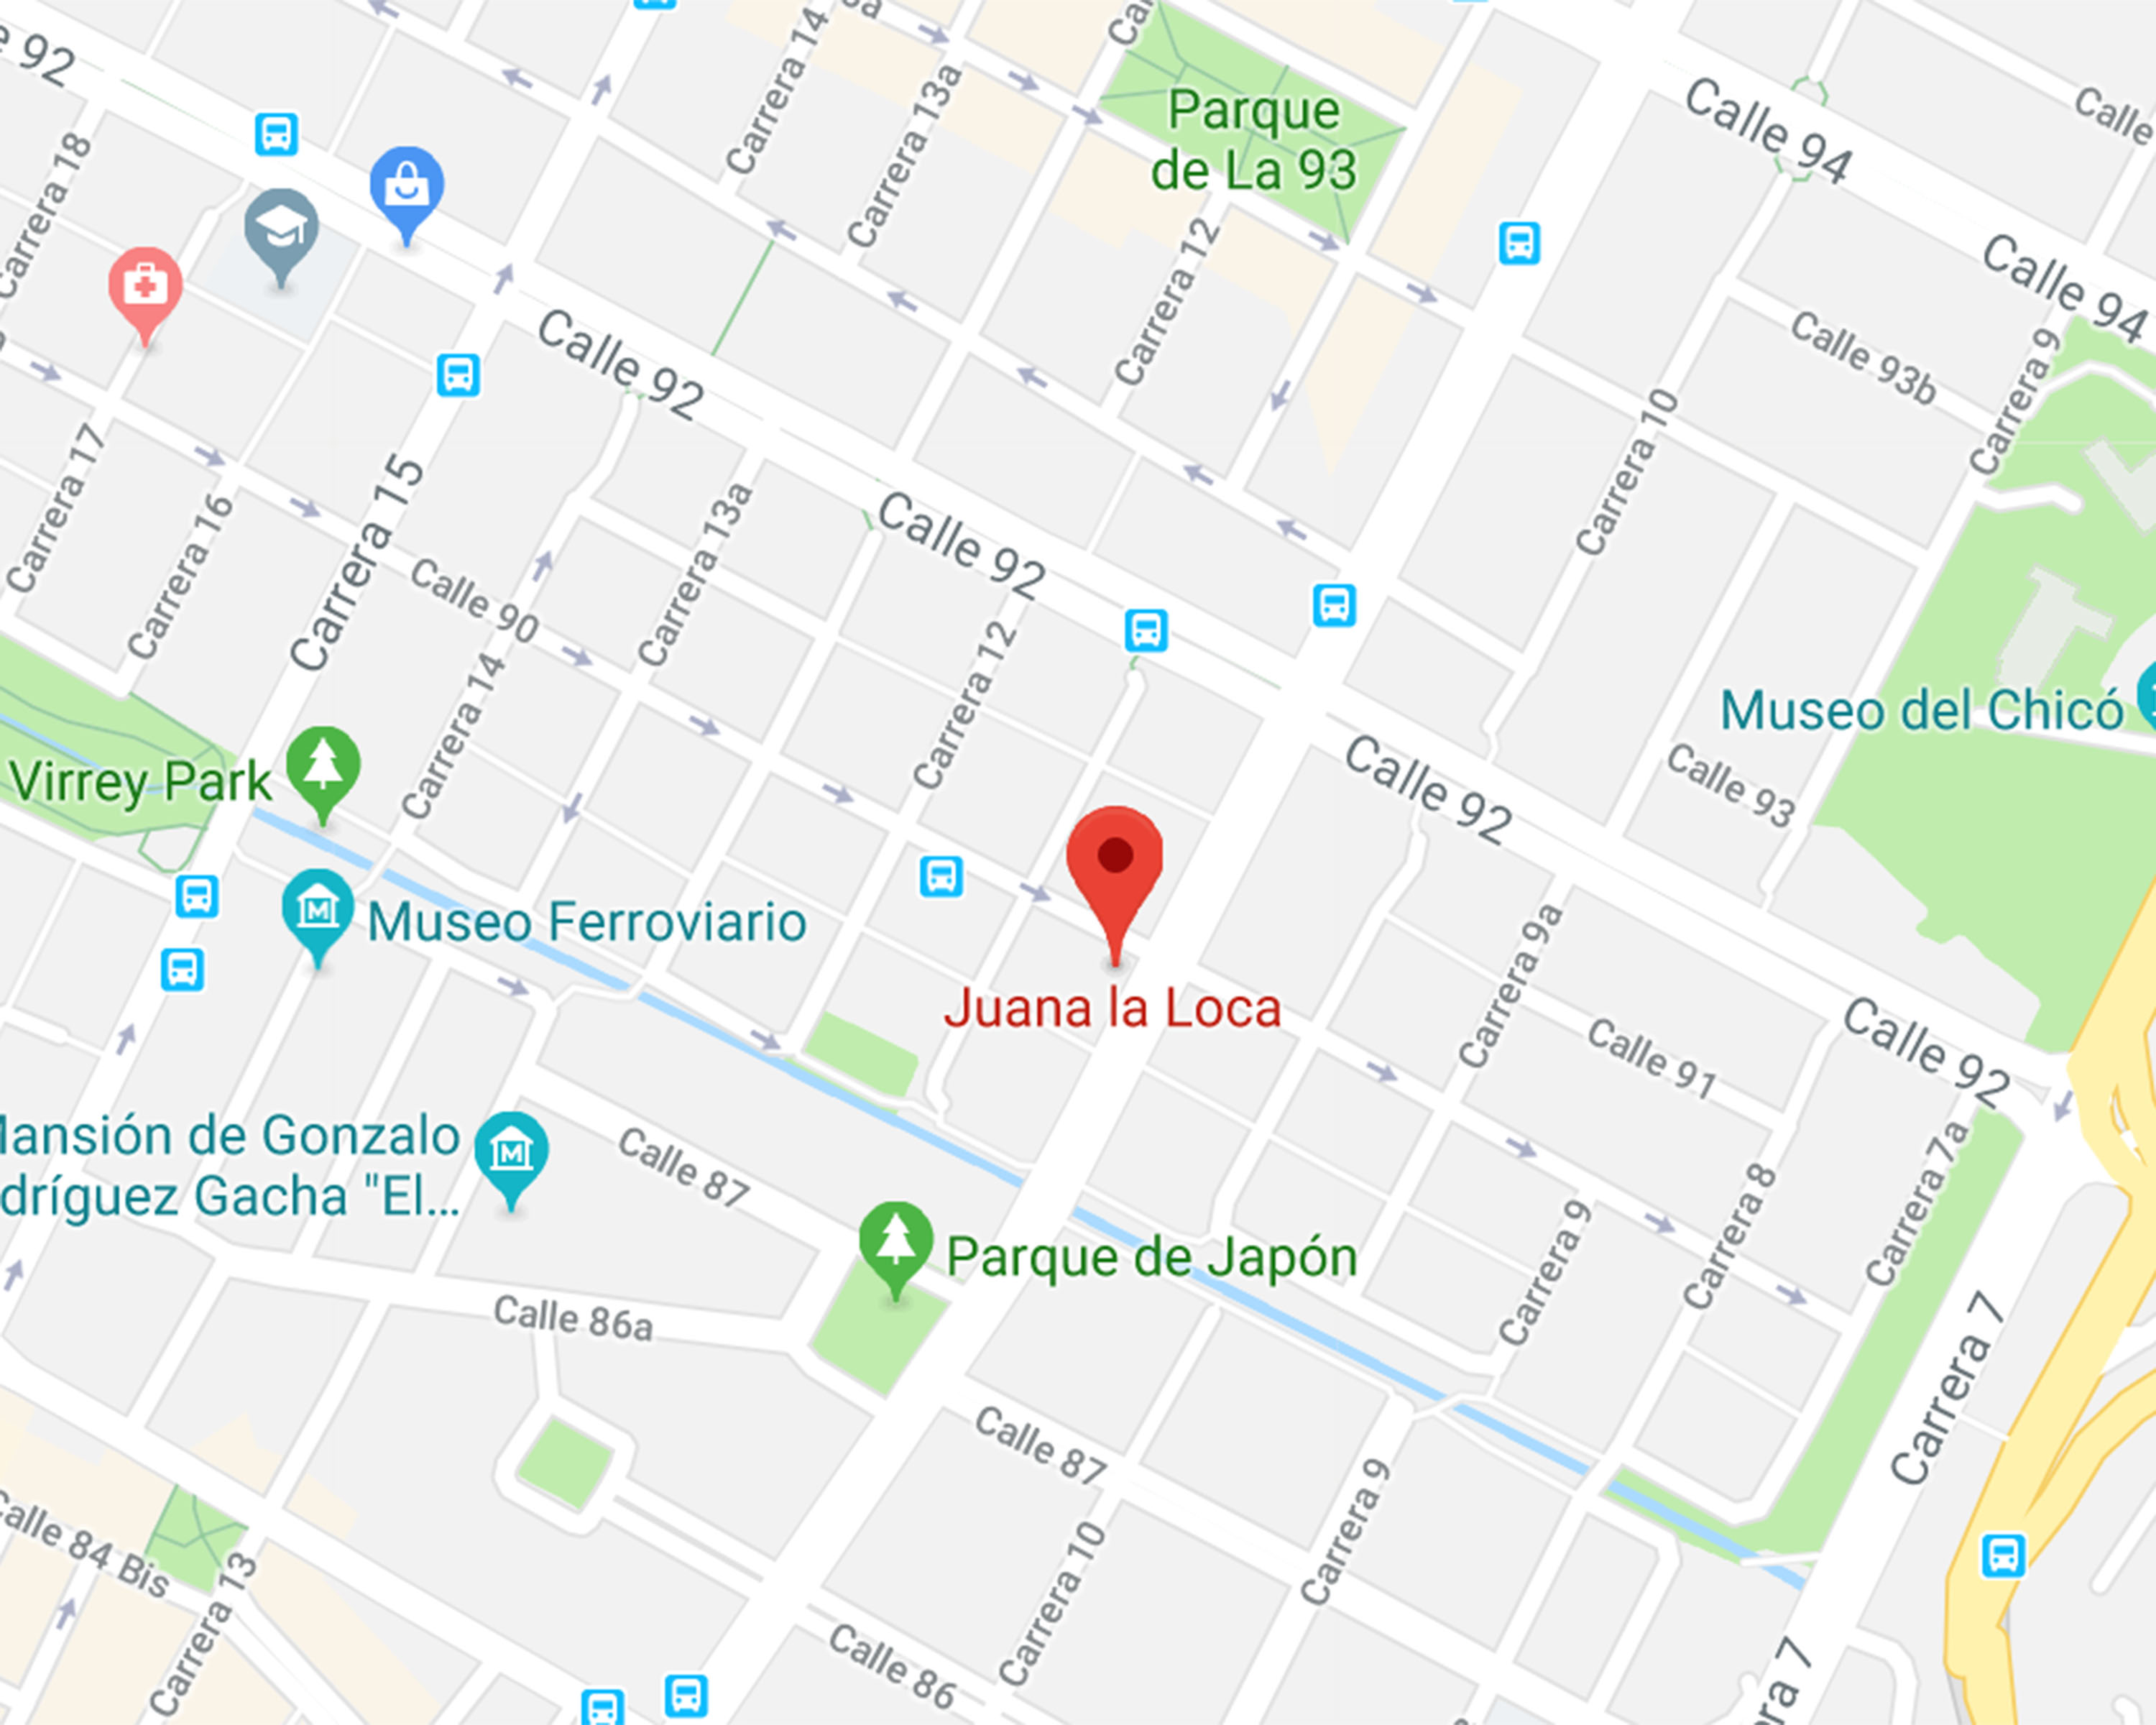 92
Carrera 14
Carrera 13a
Parque
de La 93
Calle 94
Calle
Carrera 18
Calle 94
Carrera 12
Calle 92
Calle 93b
Carrera 9
Carrera 10
Carrera 17
Carrera 16
Carrera 15
Carrera 13a
Calle 92
Calle 90
Carrera 12
Carrera 14
Museo del Chicó
Calle 93
Calle 92
Virrey Park
Museo Ferroviario
Juana la Loca
Carrera 9a
Calle 91
Calle 92
Mansión de Gonzalo
dríguez Gacha "El...
Calle 87
Carrera 7a
Carrera 8
Carrera 9
Parque de Japón
Calle 86a
Carrera 7
Calle 87
Carrera 9
Carrera 10
Calle 84 Bis
Carrera 13
Calle 86
era 7